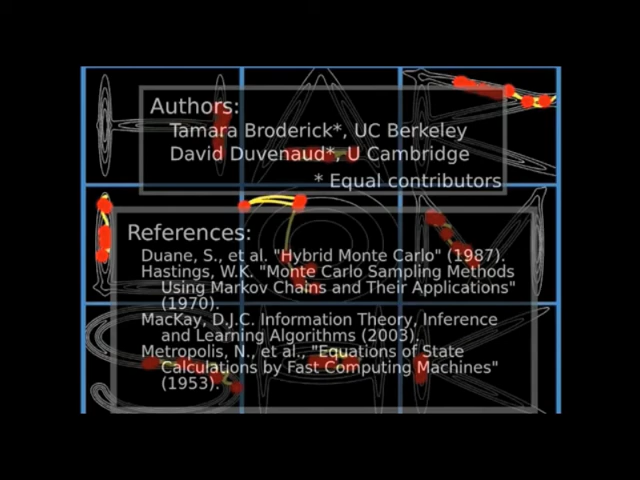 Authors:
Tamara Broderick*, UC Berkeley
David Duvenaud*, U Cambridge
* Equal contributors
References:
Duane, S., et al. "Hybrid Monte Carlo" (1987).
Hastings, W.K. "Monte Carlo Sampling Methods
Using Markov Chains and Their Applications"
(1970).
MacKay, D.J.C. Information Theory, Inference
and Learning Algorithms (2003).
Metropolis, N., et al., "Equations of State
Calculations by Fast Computing Machines"
(1953).